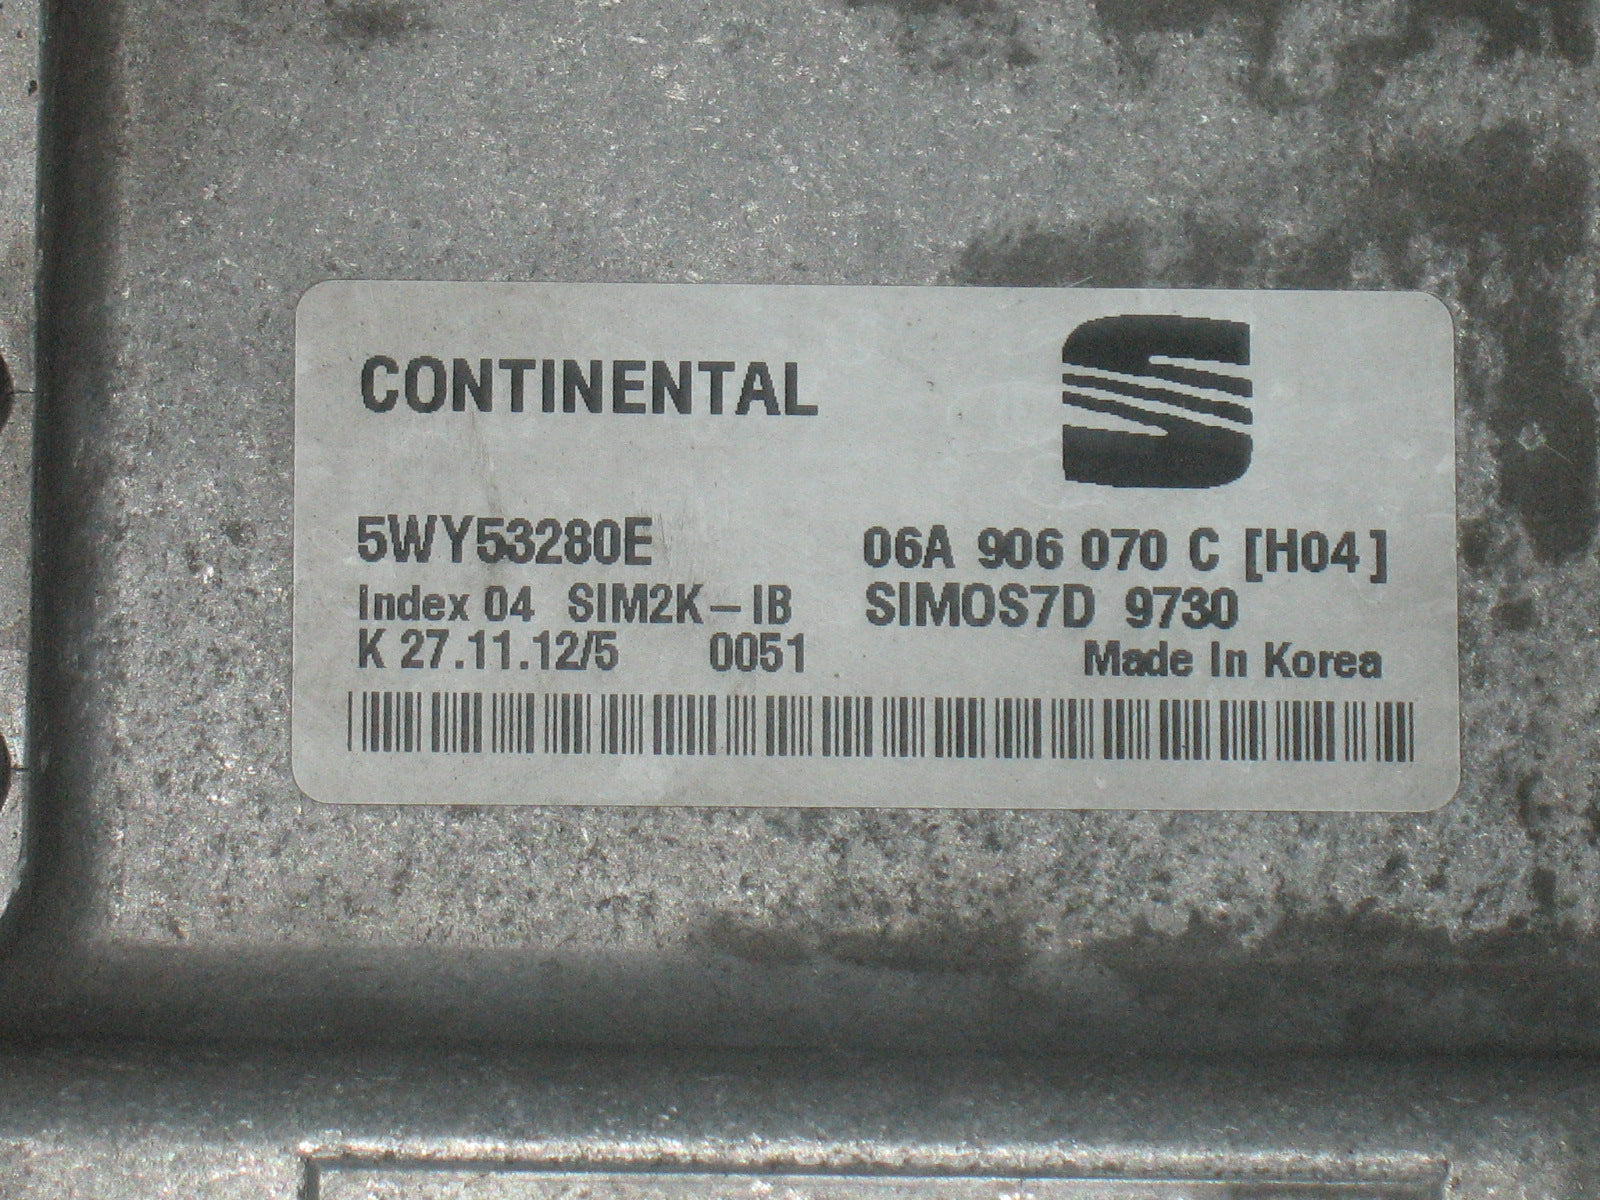 CONTINENTAL
5WY53280E 06A 906 070 C [H04]
Index 04 SIM2K-IB SIMOS7D 9730
K 27.11.12/5 0051 Made In Korea